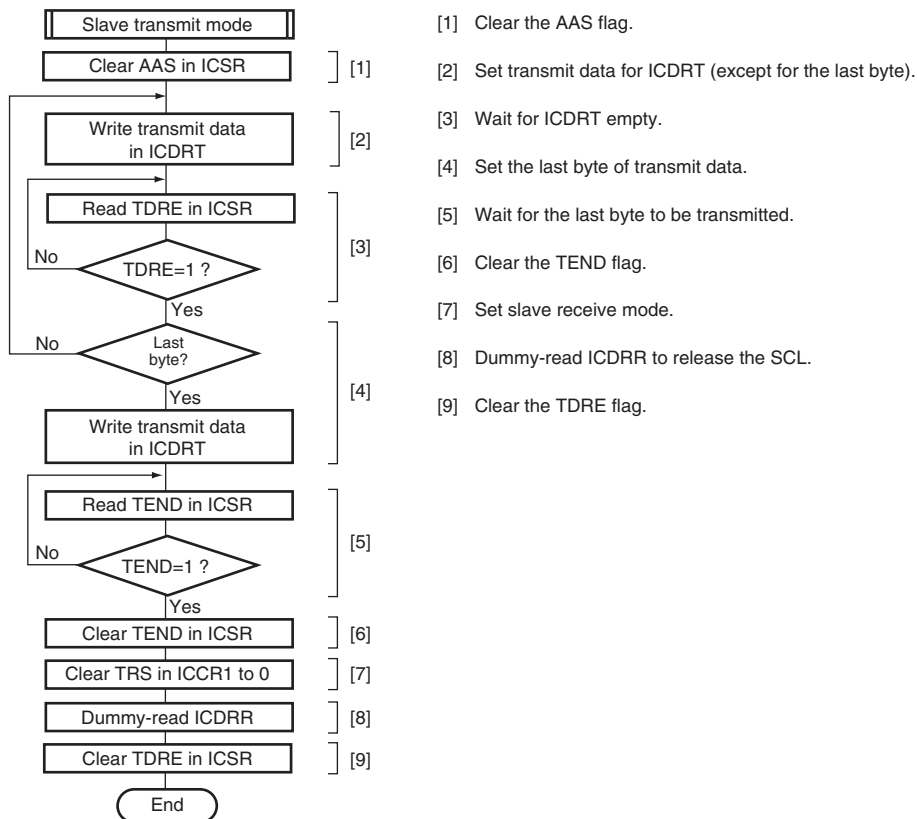 Slave transmit mode
Clear AAS in ICSR
[1]
Write transmit data
in ICDRT
[2]
Read TDRE in ICSR
No
TDRE=1 ?
[3]
Yes
No
Last
byte?
[4]
Yes
Write transmit data
in ICDRT
Read TEND in ICSR
No
TEND=1 ?
[5]
Yes
Clear TEND in ICSR
[6]
Clear TRS in ICCR1 to 0
[7]
Dummy-read ICDRR
[8]
Clear TDRE in ICSR
[9]
End
[1] Clear the AAS flag.
[2] Set transmit data for ICDRT (except for the last byte).
[3] Wait for ICDRT empty.
[4] Set the last byte of transmit data.
[5] Wait for the last byte to be transmitted.
[6] Clear the TEND flag.
[7] Set slave receive mode.
[8] Dummy-read ICDRR to release the SCL.
[9] Clear the TDRE flag.